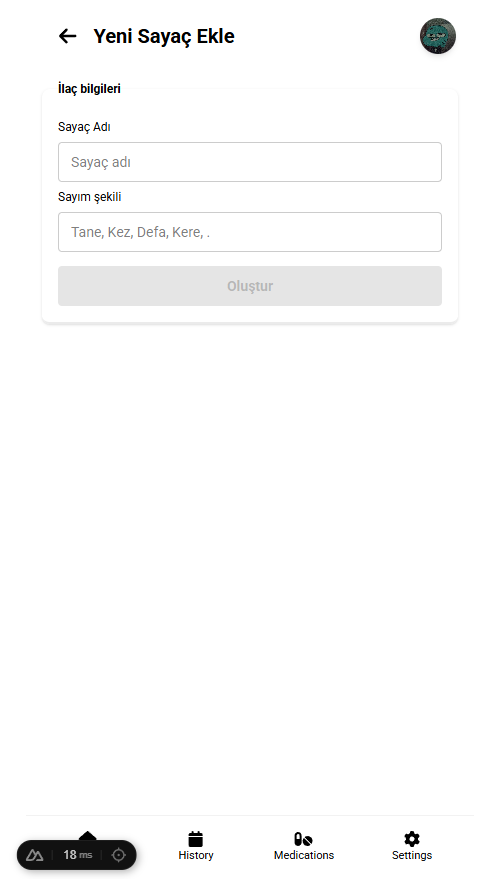 Yeni Sayaç Ekle
İlaç bilgileri
Sayaç Adı
Sayaç adı
Sayım şekili
Tane, Kez, Defa, Kere, .
Oluştur
18 ms
History
Medications
Settings